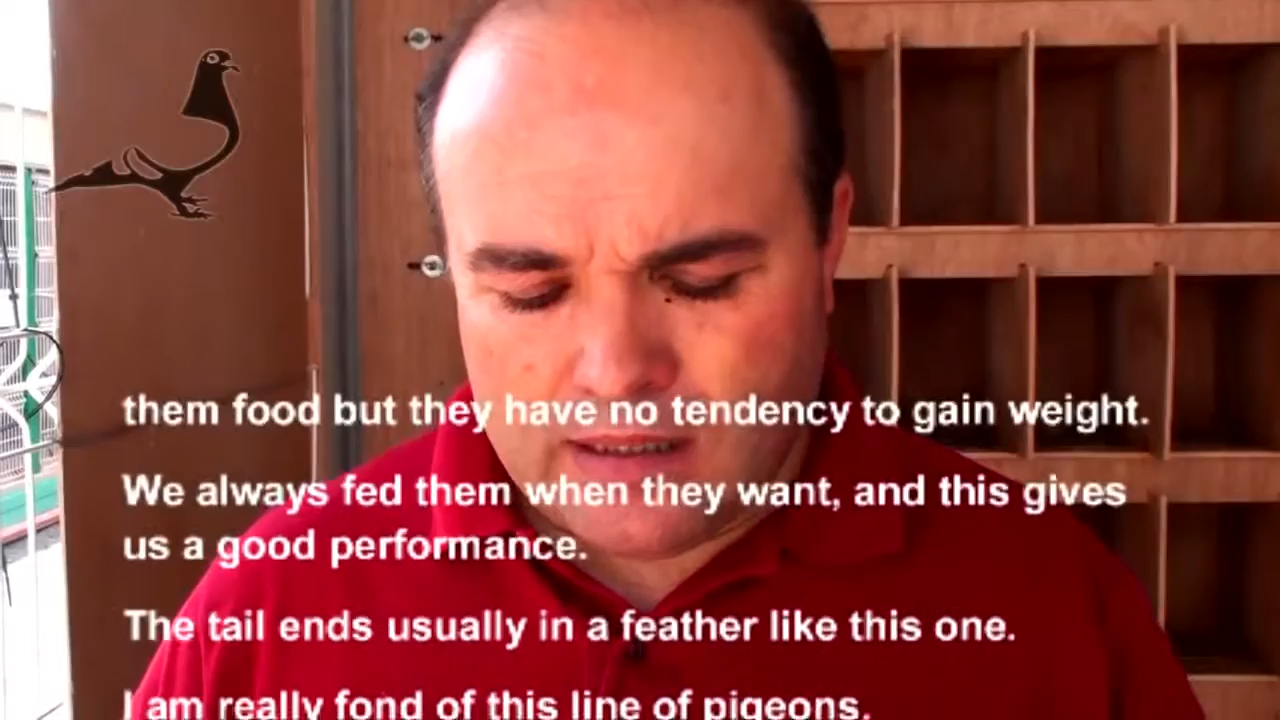 them food but they have no tendency to gain weight.
We always fed them when they want, and this gives
us a good performance.
The tail ends usually in a feather like this one.
I am really fond of this line of pigeons.